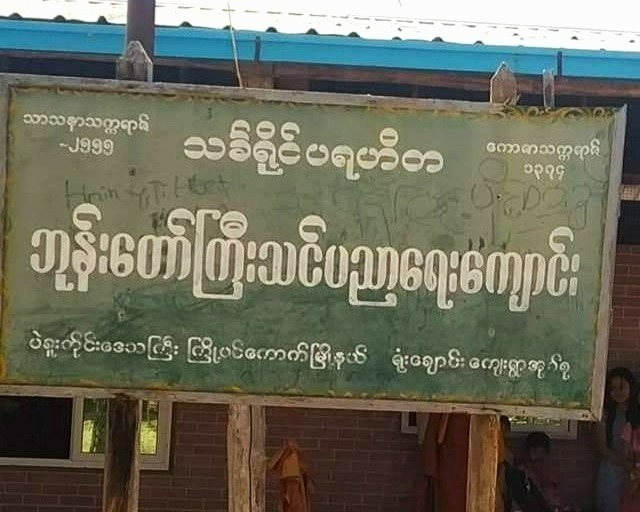 သာသနာသက္ကရာဇ်
~၂၅၅၅
သခ်ရိုင်ပရဟိတ
ကောဇာသက္ကရာဇ်
၁၃၇၄
ဘုန်းတော်ကြီးသင်ပညာရေးကျောင်း
ပဲခူးတိုင်းဒေသကြီး ကြို့ပင်ကောက်မြို့နယ် ရုံးချောင်း ကျေးရွာအုပ်စု